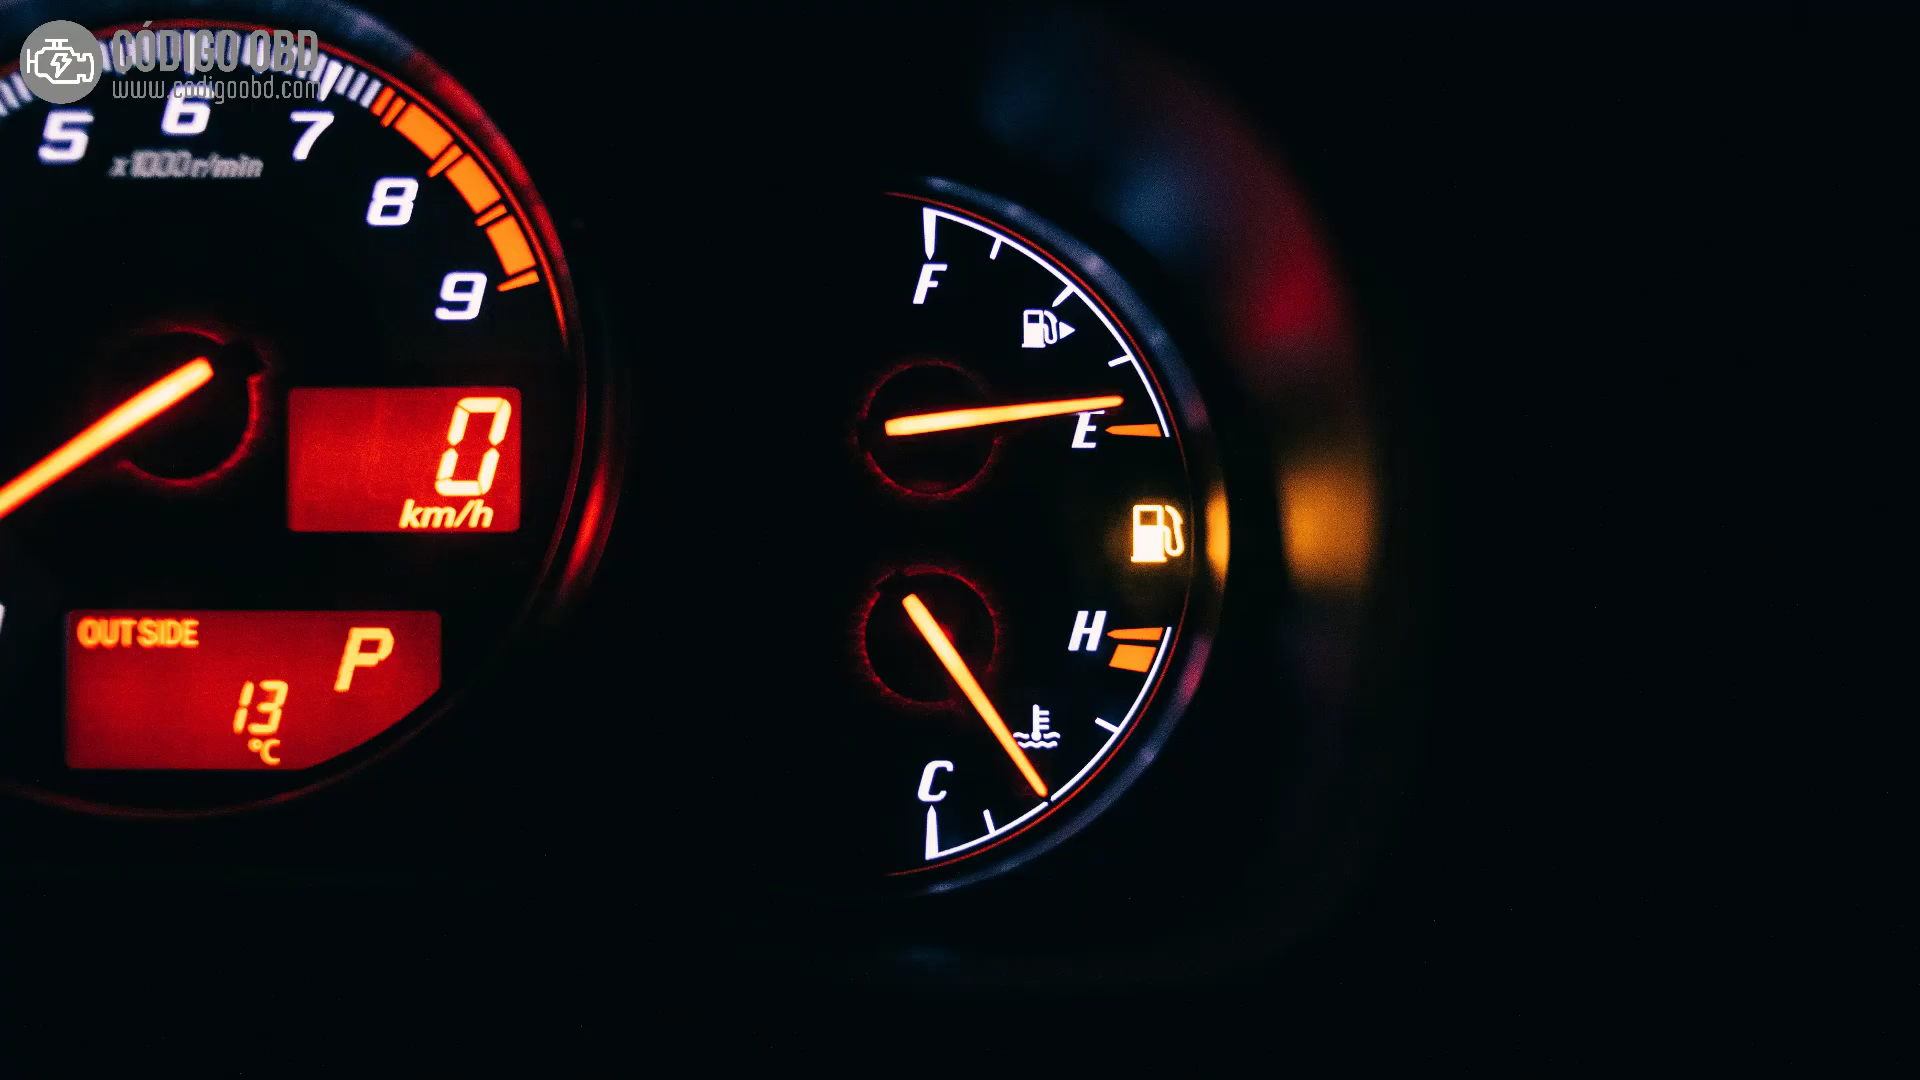 CÓDIGO OBD
www.codigoobd.com
5 6 7 8 9
x1000r/min
0
km/h
OUTSIDE
P
13
°C
F
E
H
C